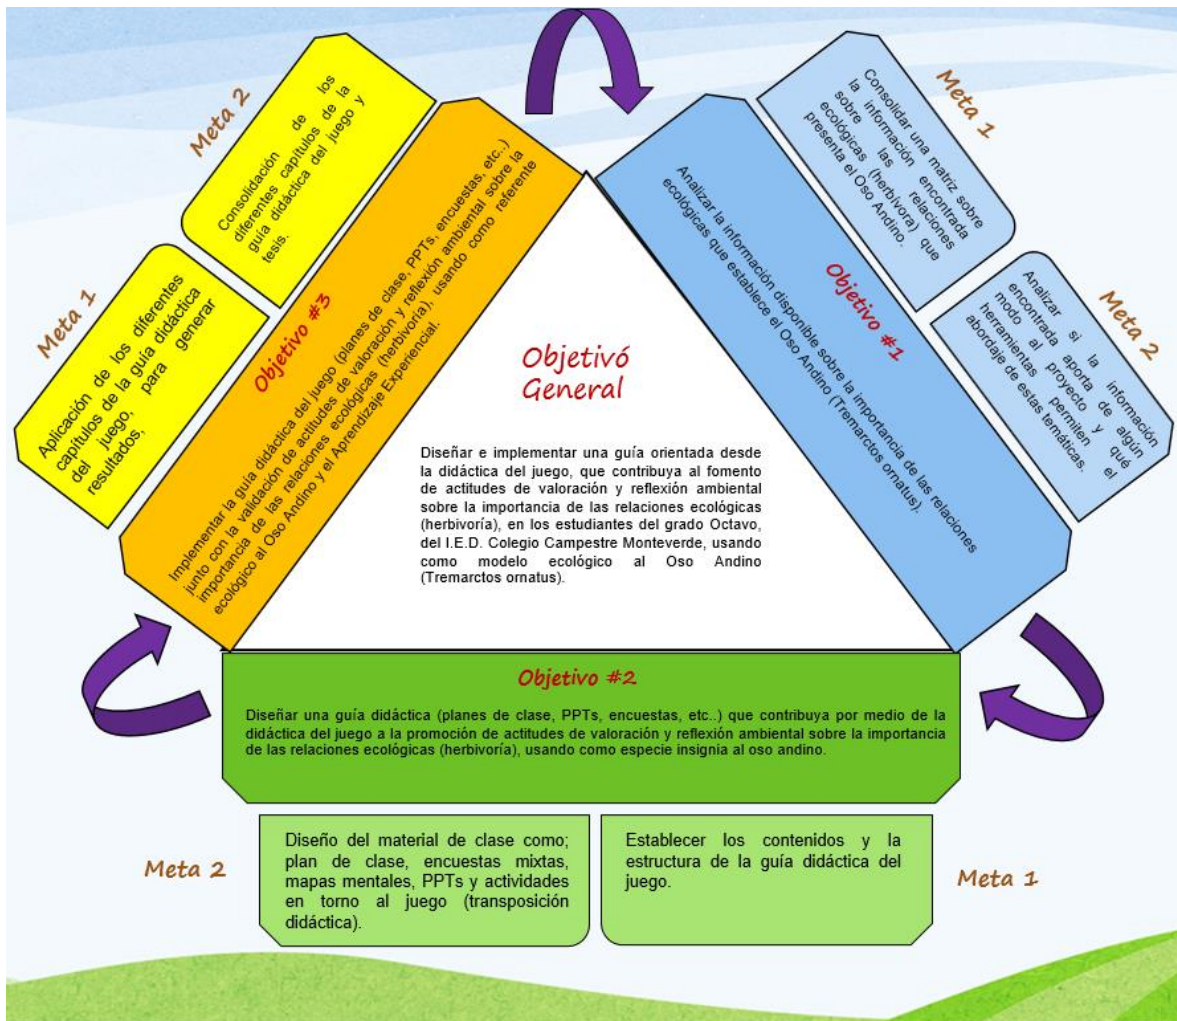 Objetivó
General
Diseñar e implementar una guía orientada desde
la didáctica del juego, que contribuya al fomento
de actitudes de valoración y reflexión ambiental
sobre la importancia de las relaciones ecológicas
(herbivoría), en los estudiantes del grado Octavo,
del I.E.D. Colegio Campestre Monteverde, usando
como modelo ecológico al Oso Andino
(Tremarctos ornatus).
Objetivo #1
Analizar la información disponible sobre la importancia de las relaciones
ecológicas que establece el Oso Andino (Tremarctos ornatus).
Meta 1
Consolidar una matriz sobre
la información encontrada
sobre las relaciones
ecológicas (herbívora) que
presenta el Oso Andino.
Meta 2
Analizar si la información
encontrada aporta de algún
modo al proyecto y qué
herramientas permiten el
abordaje de estas temáticas.
Objetivo #2
Diseñar una guía didáctica (planes de clase, PPTs, encuestas, etc..) que contribuya por medio de la
didáctica del juego a la promoción de actitudes de valoración y reflexión ambiental sobre la importancia
de las relaciones ecológicas (herbivoría), usando como especie insignia al oso andino.
Meta 1
Establecer los contenidos y la
estructura de la guía didáctica del
juego.
Meta 2
Diseño del material de clase como;
plan de clase, encuestas mixtas,
mapas mentales, PPTs y actividades
en torno al juego (transposición
didáctica).
Objetivo #3
Implementar la guía didáctica del juego (planes de clase, PPTs, encuestas, etc..)
junto con la validación de actitudes de valoración y reflexión ambiental sobre la
importancia de las relaciones ecológicas (herbivoría), usando como referente
ecológico al Oso Andino y el Aprendizaje Experiencial.
Meta 1
Aplicación de los diferentes
capítulos de la guía didáctica
del juego, para generar
resultados,
Meta 2
Consolidación de los
diferentes capítulos de la
guía didáctica del juego y
tesis.